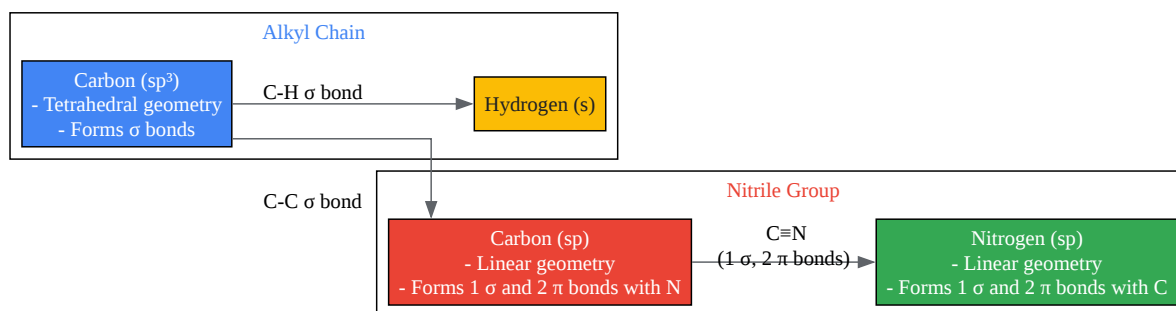 Alkyl Chain
Carbon (sp³)
- Tetrahedral geometry
- Forms σ bonds
C-H σ bond
Hydrogen (s)
C-C σ bond
Nitrile Group
Carbon (sp)
- Linear geometry
- Forms 1 σ and 2 π bonds with N
C≡N
(1 σ, 2 π bonds)
Nitrogen (sp)
- Linear geometry
- Forms 1 σ and 2 π bonds with C